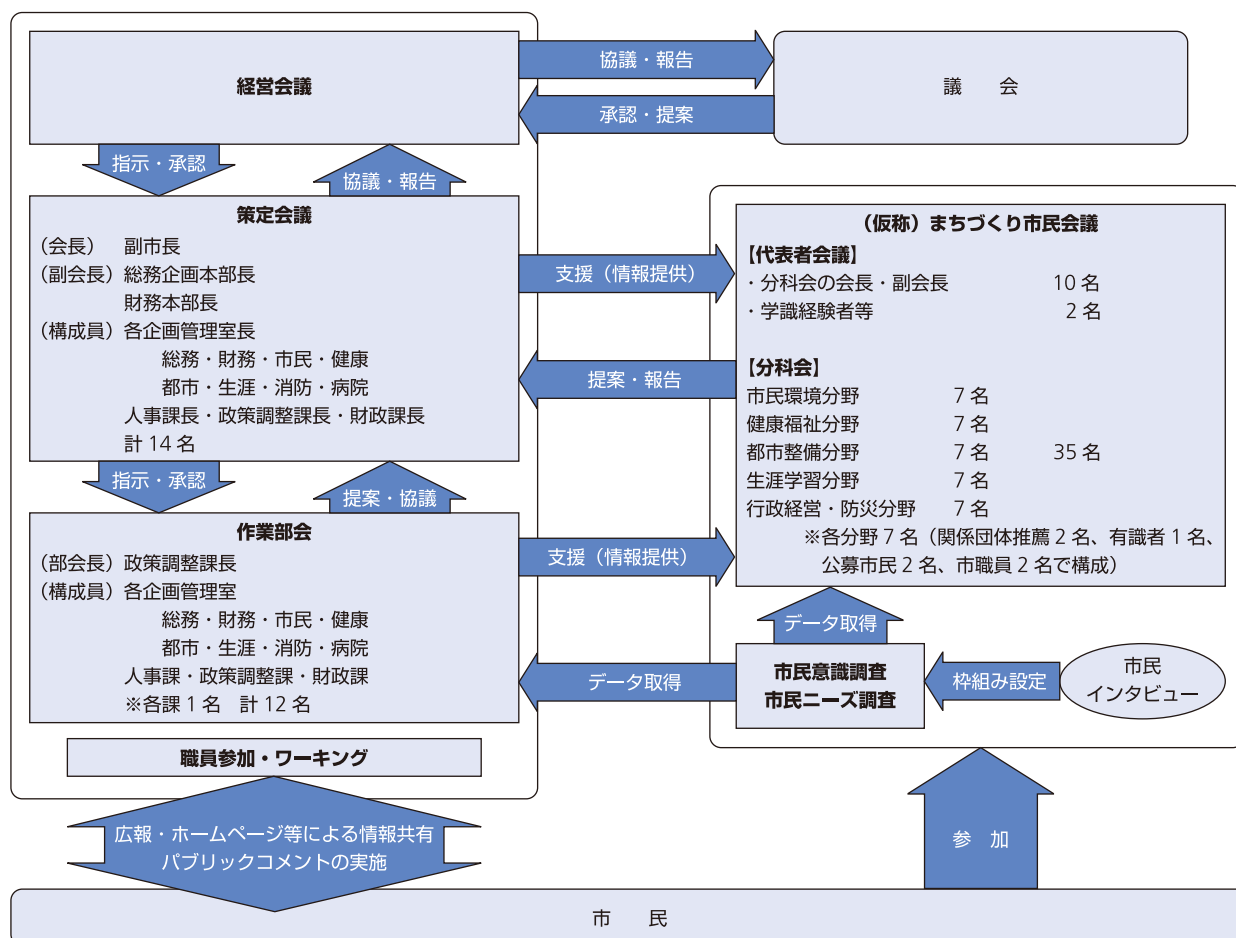 経営会議
協議・報告
承認・提案
議　会
指示・承認
協議・報告
策定会議
（会長）　副市長
（副会長）総務企画本部長
財務本部長
（構成員）各企画管理室長
総務・財務・市民・健康
都市・生涯・消防・病院
人事課長・政策調整課長・財政課長
計 14 名
支援（情報提供）
提案・報告
（仮称）まちづくり市民会議
【代表者会議】
・分科会の会長・副会長　10 名
・学識経験者等　2 名
【分科会】
市民環境分野　7 名
健康福祉分野　7 名
都市整備分野　7 名　35 名
生涯学習分野　7 名
行政経営・防災分野　7 名
※各分野 7 名（関係団体推薦 2 名、有識者 1 名、
公募市民 2 名、市職員 2 名で構成）
指示・承認
提案・協議
作業部会
（部会長）政策調整課長
（構成員）各企画管理室
総務・財務・市民・健康
都市・生涯・消防・病院
人事課・政策調整課・財政課
※各課 1 名　計 12 名
支援（情報提供）
データ取得
データ取得
市民意識調査
市民ニーズ調査
枠組み設定
市民
インタビュー
職員参加・ワーキング
広報・ホームページ等による情報共有
パブリックコメントの実施
参　加
市　民